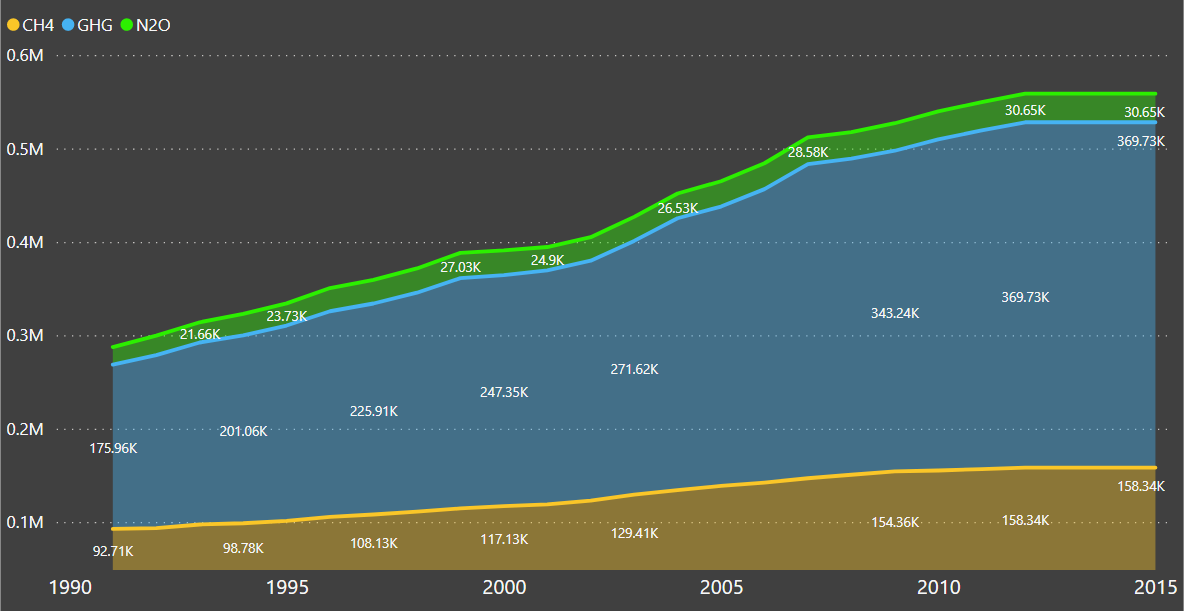 CH4 GHG N2O
0.6M
30.65K 30.65K
0.5M 28.58K 369.73K
26.53K
0.4M 27.03K 24.9K
21.66K 23.73K
0.3M 271.62K 343.24K 369.73K
247.35K
225.91K
0.2M 175.96K 201.06K
158.34K
0.1M 129.41K 154.36K 158.34K
92.71K 98.78K 108.13K 117.13K
1990 1995 2000 2005 2010 2015